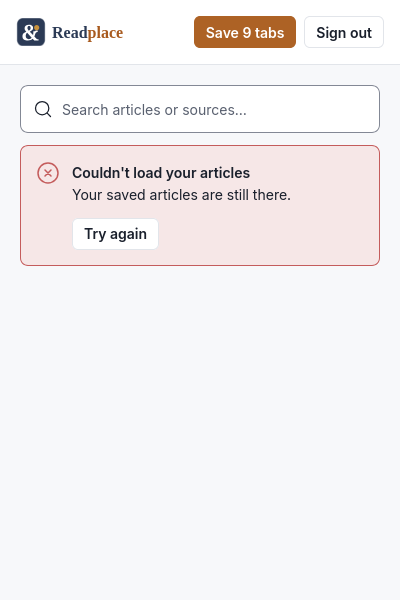 & Readplace
Save 9 tabs
Sign out
Search articles or sources...
Couldn't load your articles
Your saved articles are still there.
Try again